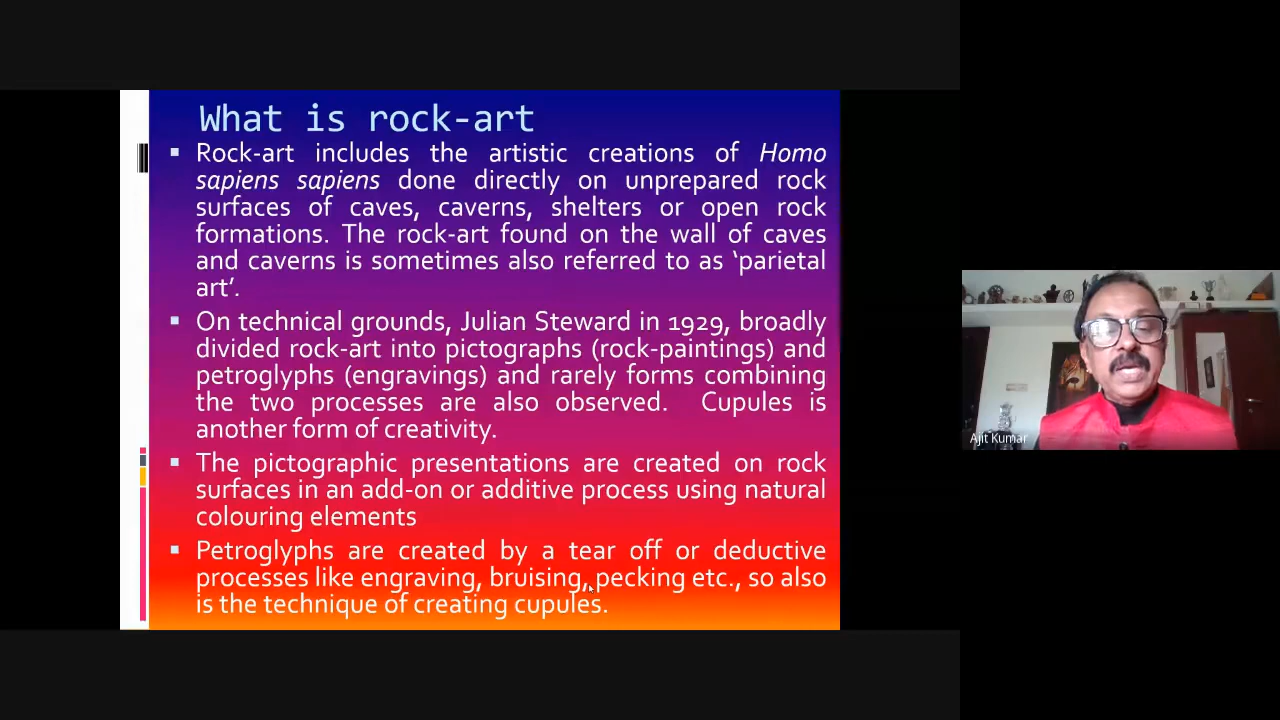 What is rock-art
▪ Rock-art includes the artistic creations of Homo
sapiens sapiens done directly on unprepared rock
surfaces of caves, caverns, shelters or open rock
formations. The rock-art found on the wall of caves
and caverns is sometimes also referred to as ‘parietal
art’.
▪ On technical grounds, Julian Steward in 1929, broadly
divided rock-art into pictographs (rock-paintings) and
petroglyphs (engravings) and rarely forms combining
the two processes are also observed. Cupules is
another form of creativity.
▪ The pictographic presentations are created on rock
surfaces in an add-on or additive process using natural
colouring elements
▪ Petroglyphs are created by a tear off or deductive
processes like engraving, bruising, pecking etc., so also
is the technique of creating cupules.
Ajit Kumar